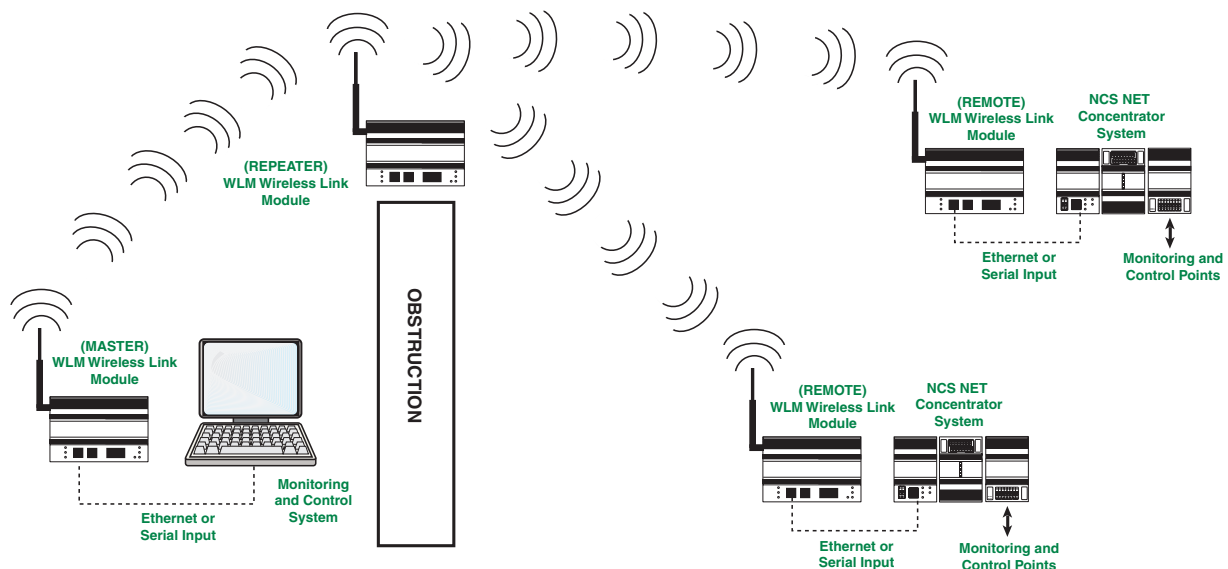 (REPEATER)
WLM Wireless Link
Module
(REMOTE)
WLM Wireless Link
Module
NCS NET
Concentrator
System
Ethernet or
Serial Input
Monitoring and
Control Points
(MASTER)
WLM Wireless Link
Module
Monitoring
and Control
System
Ethernet or
Serial Input
OBSTRUCTION
(REMOTE)
WLM Wireless Link
Module
NCS NET
Concentrator
System
Ethernet or
Serial Input
Monitoring and
Control Points